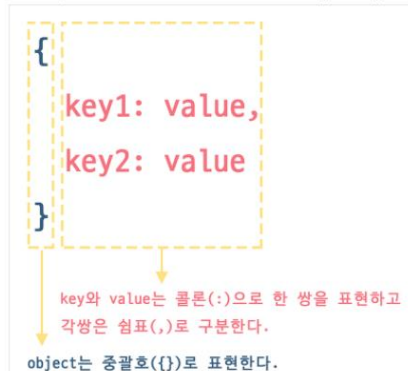 {
key1: value,
key2: value
}
key와 value는 콜론(:)으로 한 쌍을 표현하고
각쌍은 쉼표(,)로 구분한다.
object는 중괄호({})로 표현한다.